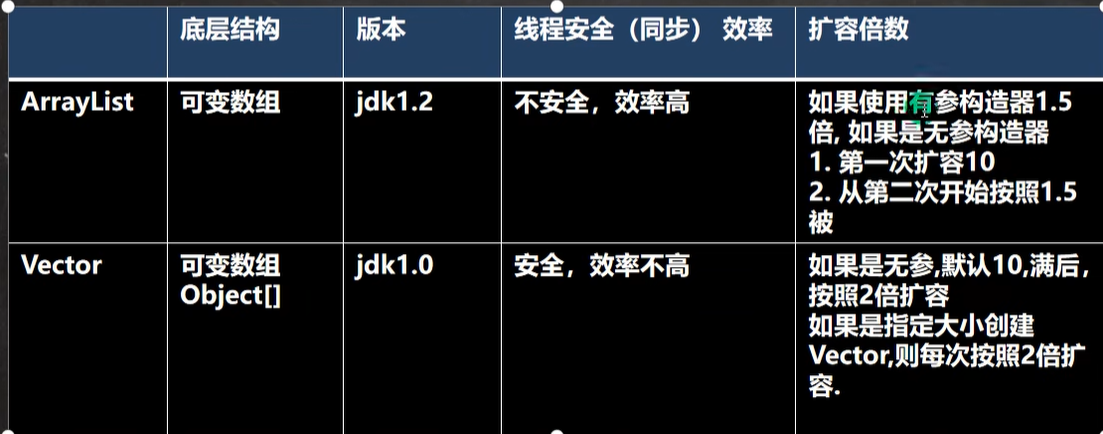 底层结构
版本
线程安全（同步） 效率
扩容倍数
ArrayList
可变数组
jdk1.2
不安全，效率高
如果使用有参构造器1.5
倍, 如果是无参构造器
1. 第一次扩容10
2. 从第二次开始按照1.5
被
Vector
可变数组
Object[]
jdk1.0
安全，效率不高
如果是无参,默认10,满后，
按照2倍扩容
如果是指定大小创建
Vector,则每次按照2倍扩
容.